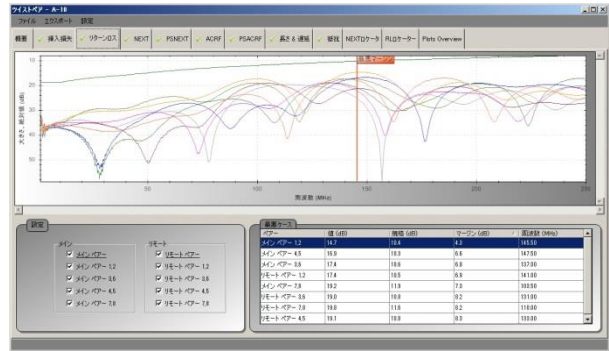 ツイストペア - A-10
ファイル エクスポート 設定
概要 挿入損失 リターンロス NEXT PSNEXT ACRF PSACRF 長さ & 遅延 抵抗 NEXTロケータ RLロケーター Plots Overview
10
20
30
40
50
50 100 150 200 250
周波数 (MHz)
設定
メイン リモート
メイン ペアー リモート ペアー
メイン ペアー 1,2 リモート ペアー 1,2
メイン ペアー 3,6 リモート ペアー 3,6
メイン ペアー 4,5 リモート ペアー 4,5
メイン ペアー 7,8 リモート ペアー 7,8
最悪ケース
ペアー 値 (dB) 規格 (dB) マージン (dB) 周波数 (MHz)
メイン ペアー 1,2 14.7 10.4 4.3 145.50
メイン ペアー 4,5 16.9 10.3 6.6 147.50
メイン ペアー 3,6 17.4 10.6 6.8 137.00
リモート ペアー 1,2 17.4 10.5 6.9 141.00
メイン ペアー 7,8 19.2 11.9 7.3 103.50
リモート ペアー 3,6 19.0 10.8 8.2 131.00
リモート ペアー 7,8 19.8 11.6 8.2 110.00
リモート ペアー 4,5 19.1 10.8 8.3 130.00